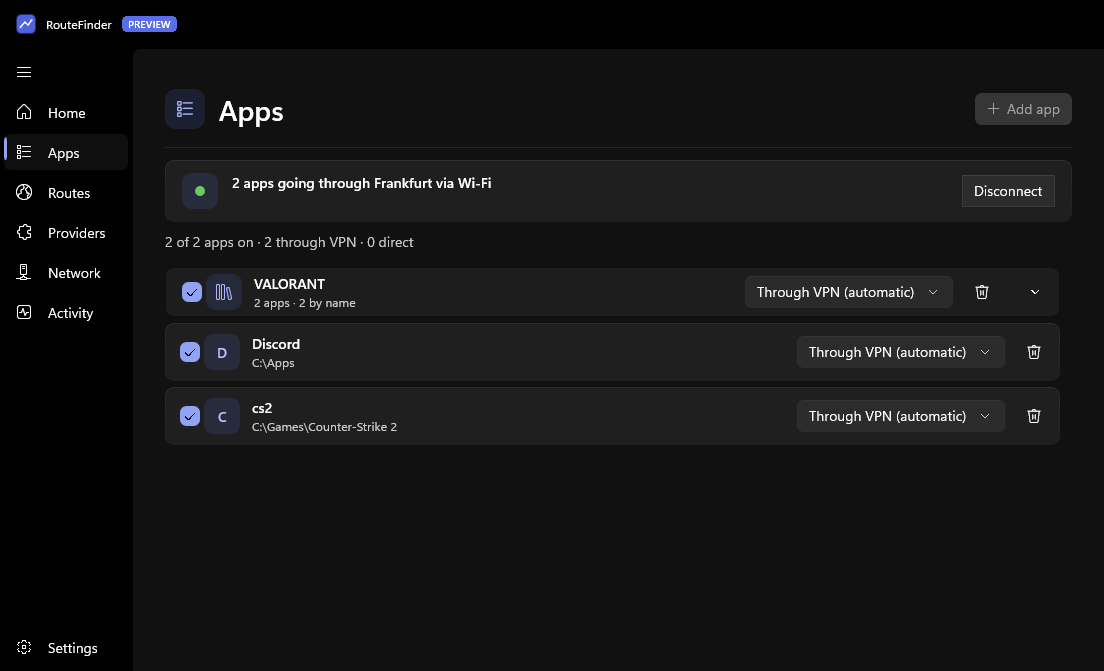 RouteFinder PREVIEW
Home
Apps
Routes
Providers
Network
Activity
Settings
Apps
Add app
2 apps going through Frankfurt via Wi-Fi
Disconnect
2 of 2 apps on · 2 through VPN · 0 direct
VALORANT
2 apps · 2 by name
Through VPN (automatic)
D
Discord
C:\Apps
Through VPN (automatic)
C
cs2
C:\Games\Counter-Strike 2
Through VPN (automatic)